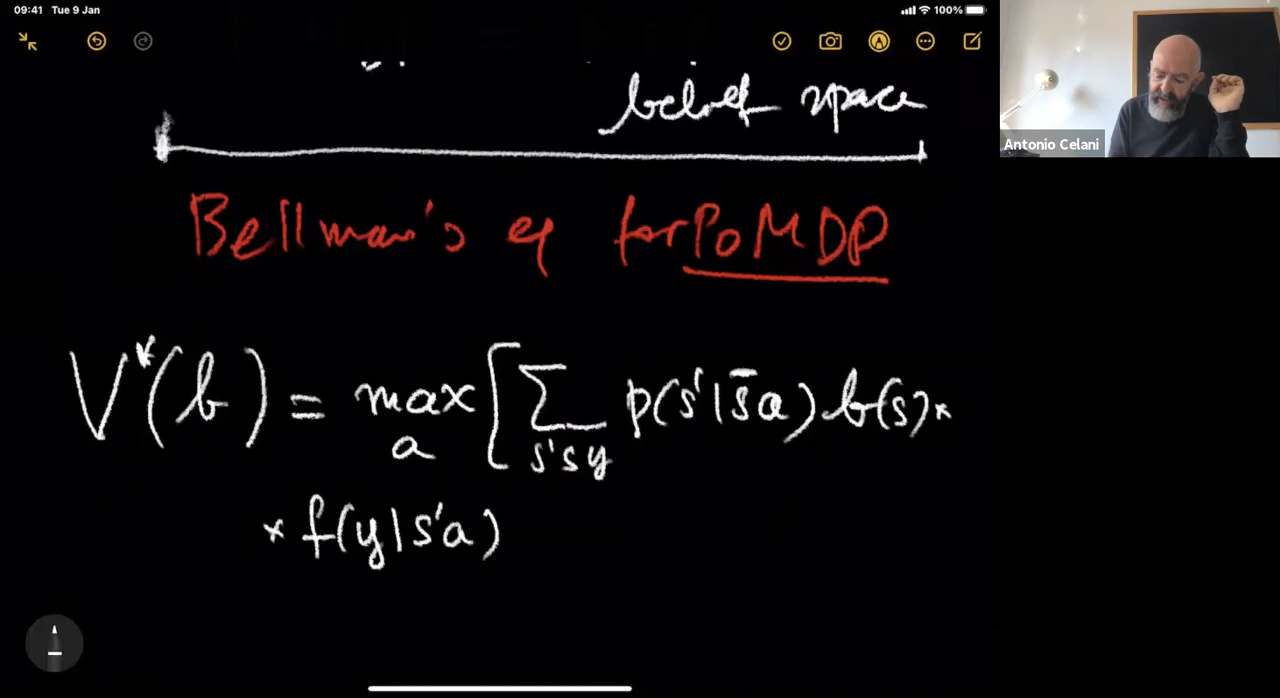 09:41 Tue 9 Jan 100%
Antonio Celani
belief space
Bellman's eq for PoMDP
V*(b) = max [ ∑ p(s'|s̄a) b(s) ×
a s's y
× f(y|s'a)